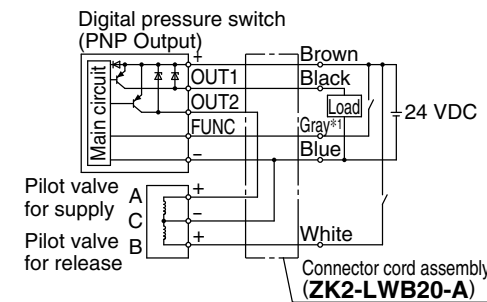 Digital pressure switch
(PNP Output)
Main circuit
+
OUT1
OUT2
FUNC
−
Brown
Black
Load
Gray*1
Blue
24 VDC
Pilot valve
for supply
A
C
Pilot valve
for release
B
+
−
+
White
Connector cord assembly
(ZK2-LWB20-A)